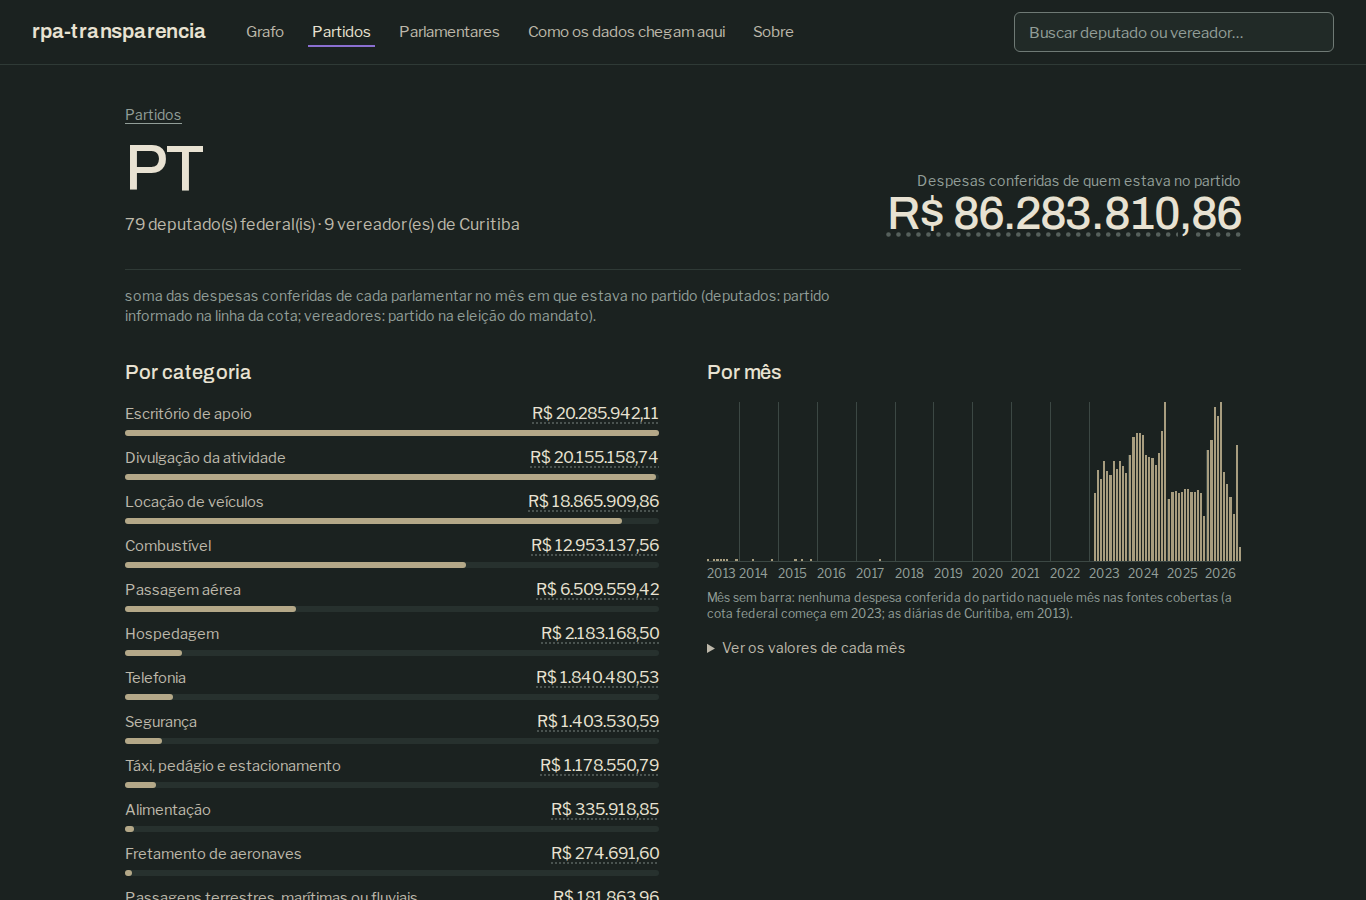 rpa-transparencia
Grafo
Partidos
Parlamentares
Como os dados chegam aqui
Sobre
Buscar deputado ou vereador...
Partidos
PT
79 deputado(s) federal(is) · 9 vereador(es) de Curitiba
Despesas conferidas de quem estava no partido
R$ 86.283.810,86
soma das despesas conferidas de cada parlamentar no mês em que estava no partido (deputados: partido
informado na linha da cota; vereadores: partido na eleição do mandato).
Por categoria
Escritório de apoio R$ 20.285.942,11
Divulgação da atividade R$ 20.155.158,74
Locação de veículos R$ 18.865.909,86
Combustível R$ 12.953.137,56
Passagem aérea R$ 6.509.559,42
Hospedagem R$ 2.183.168,50
Telefonia R$ 1.840.480,53
Segurança R$ 1.403.530,59
Táxi, pedágio e estacionamento R$ 1.178.550,79
Alimentação R$ 335.918,85
Fretamento de aeronaves R$ 274.691,60
Passagens terrestres, marítimas ou fluviais R$ 181.863,96
Por mês
2013 2014 2015 2016 2017 2018 2019 2020 2021 2022 2023 2024 2025 2026
Mês sem barra: nenhuma despesa conferida do partido naquele mês nas fontes cobertas (a
cota federal começa em 2023; as diárias de Curitiba, em 2013).
Ver os valores de cada mês